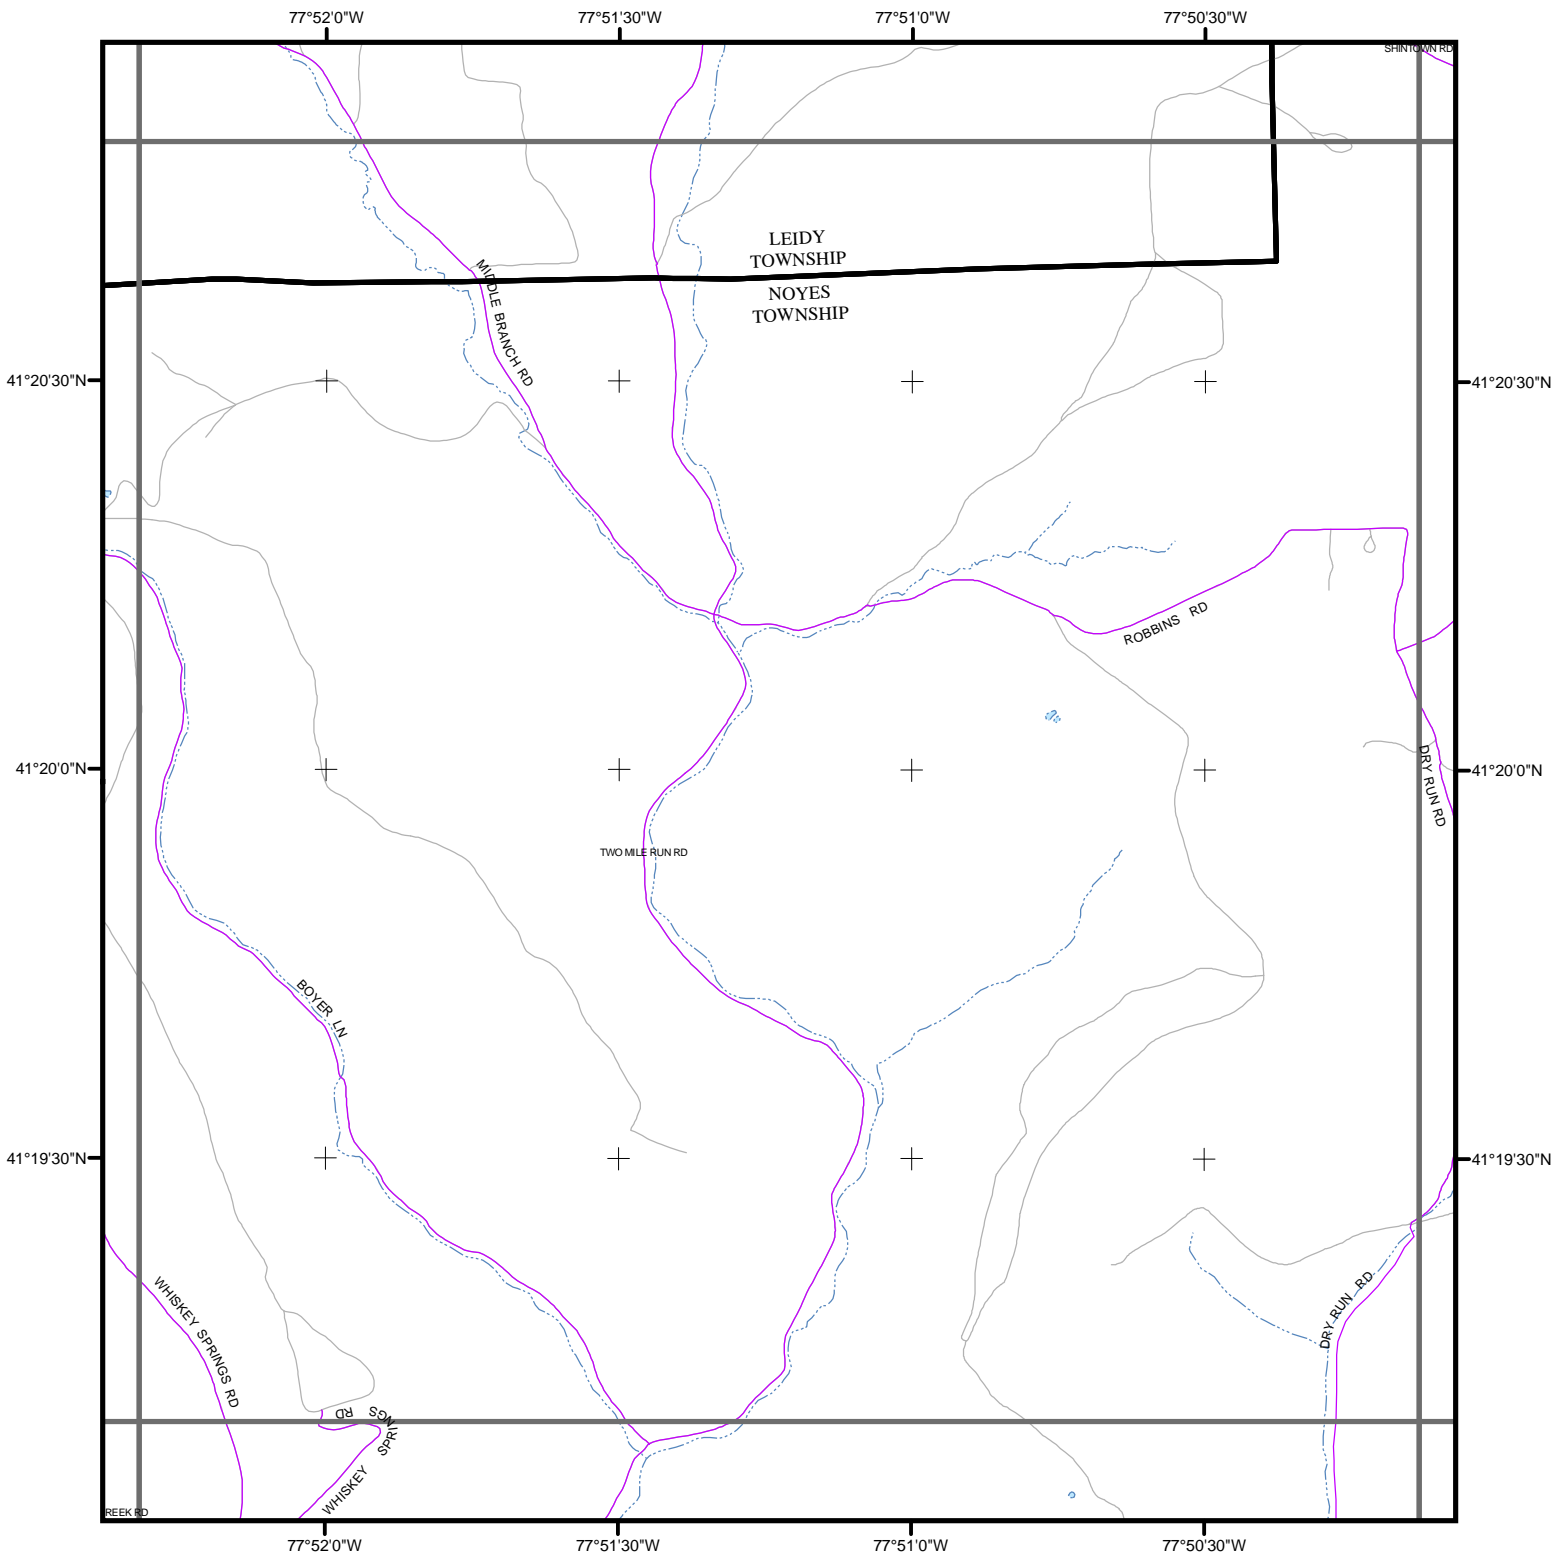 77°52'0"W
77°51'30"W
77°51'0"W
77°50'30"W
SHINTOWN RD
LEIDY
TOWNSHIP
NOYES
TOWNSHIP
MIDDLE BRANCH RD
41°20'30"N
41°20'30"N
ROBBINS RD
41°20'0"N
41°20'0"N
DRY RUN RD
TWO MILE RUN RD
BOYER LN
41°19'30"N
41°19'30"N
WHISKEY SPRINGS RD
DRY RUN RD
WHISKEY SPRINGS RD
REEK RD
77°52'0"W
77°51'30"W
77°51'0"W
77°50'30"W